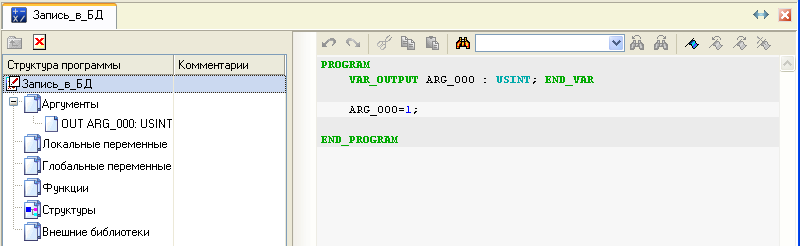 Запись_в_БД
Структура программы Комментарии
Запись_в_БД
Аргументы
OUT ARG_000: USINT
Локальные переменные
Глобальные переменные
Функции
Структуры
Внешние библиотеки
PROGRAM
VAR_OUTPUT ARG_000 : USINT; END_VAR
ARG_000=1;
END_PROGRAM